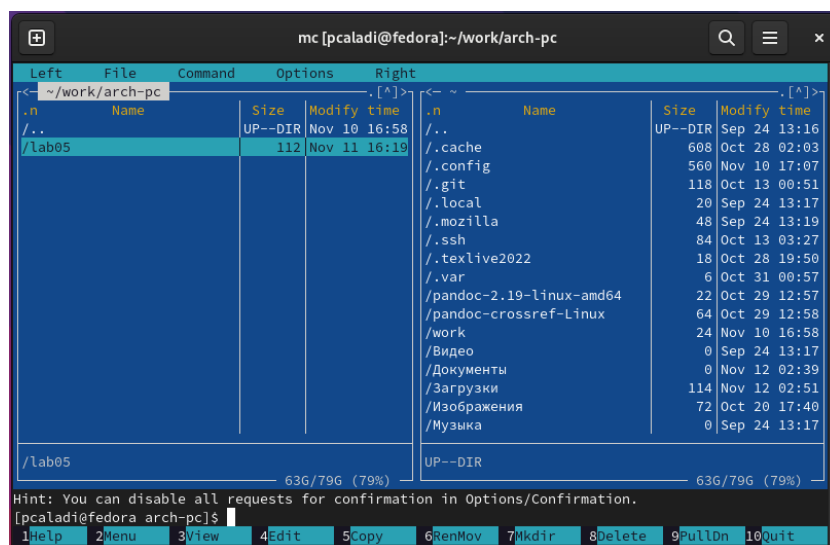 mc [pcaladi@fedora]:~/work/arch-pc
Left File Command Options Right
<- ~/work/arch-pc .[^]> <- ~ .[^]>
.n Name Size Modify time .n Name Size Modify time
/.. UP--DIR Nov 10 16:58 /.. UP--DIR Sep 24 13:16
/lab05 112 Nov 11 16:19 /.cache 608 Oct 28 02:03
/.config 560 Nov 10 17:07
/.git 118 Oct 13 00:51
/.local 20 Sep 24 13:17
/.mozilla 48 Sep 24 13:19
/.ssh 84 Oct 13 03:27
/.texlive2022 18 Oct 28 19:50
/.var 6 Oct 31 00:57
/pandoc-2.19-linux-amd64 22 Oct 29 12:57
/pandoc-crossref-Linux 64 Oct 29 12:58
/work 24 Nov 10 16:58
/Видео 0 Sep 24 13:17
/Документы 0 Nov 12 02:39
/Загрузки 114 Nov 12 02:51
/Изображения 72 Oct 20 17:40
/Музыка 0 Sep 24 13:17
/lab05 UP--DIR
63G/79G (79%) 63G/79G (79%)
Hint: You can disable all requests for confirmation in Options/Confirmation.
[pcaladi@fedora arch-pc]$
1Help 2Menu 3View 4Edit 5Copy 6RenMov 7Mkdir 8Delete 9PullDn 10Quit